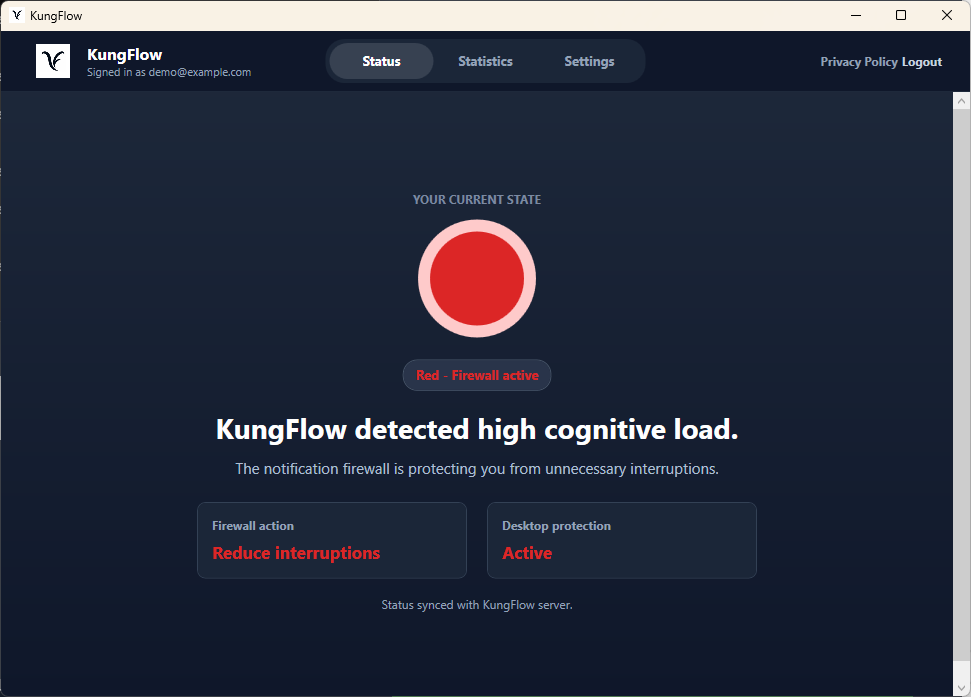 KungFlow
KungFlow
Signed in as demo@example.com
Status
Statistics
Settings
Privacy Policy
Logout
YOUR CURRENT STATE
Red - Firewall active
KungFlow detected high cognitive load.
The notification firewall is protecting you from unnecessary interruptions.
Firewall action
Reduce interruptions
Desktop protection
Active
Status synced with KungFlow server.